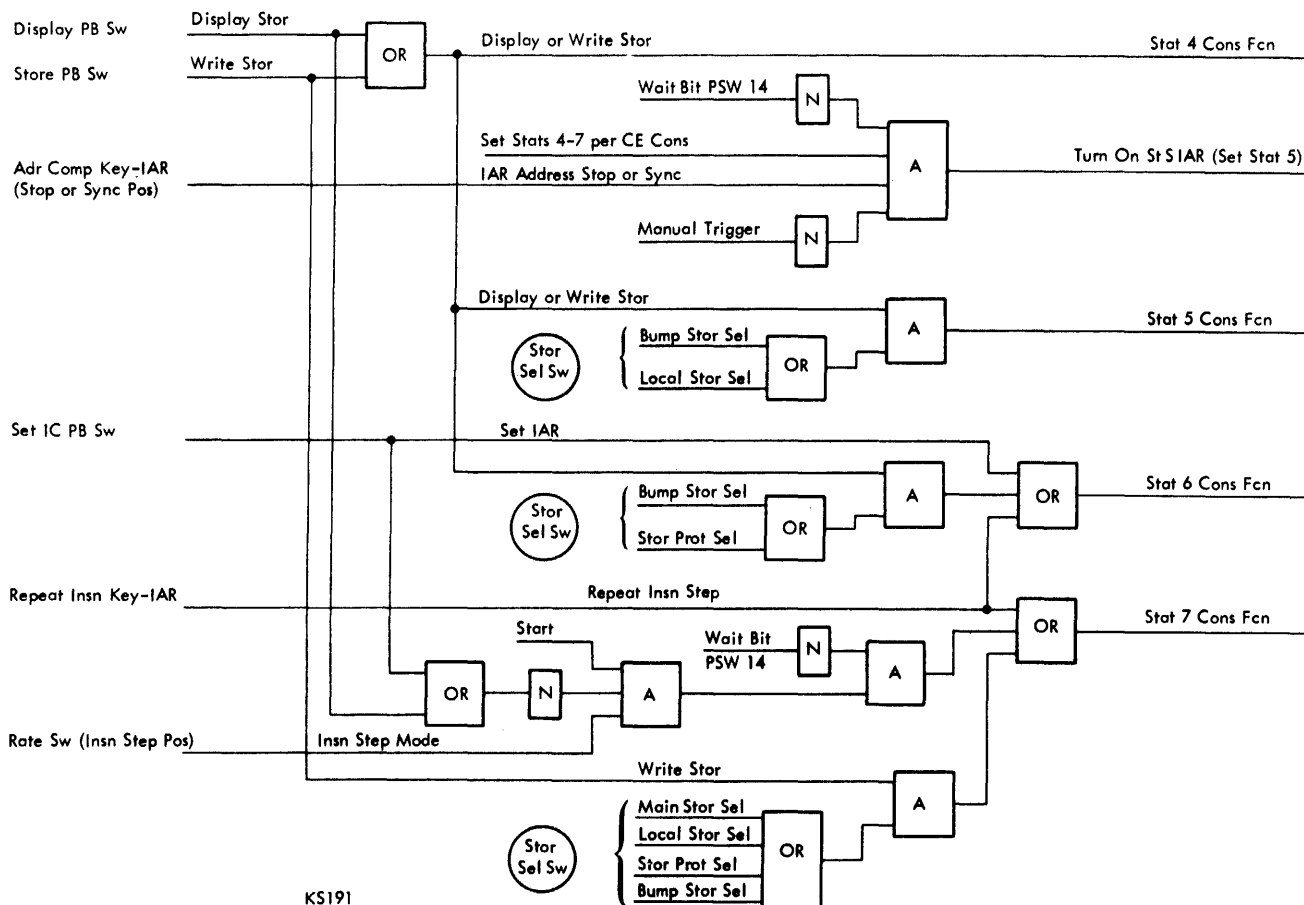 Display PB Sw
Display Stor
Store PB Sw
Write Stor
OR
Display or Write Stor
Stat 4 Cons Fcn
Wait Bit PSW 14
N
Set Stats 4-7 per CE Cons
A
Turn On StS IAR (Set Stat 5)
Adr Comp Key-IAR
(Stop or Sync Pos)
IAR Address Stop or Sync
Manual Trigger
N
Display or Write Stor
A
Stat 5 Cons Fcn
Stor
Sel Sw
Bump Stor Sel
Local Stor Sel
OR
Set IC PB Sw
Set IAR
Stor
Sel Sw
Bump Stor Sel
Stor Prot Sel
OR
A
OR
Stat 6 Cons Fcn
Repeat Insn Key-IAR
Repeat Insn Step
OR
Stat 7 Cons Fcn
Start
Wait Bit
PSW 14
N
A
OR
N
A
Rate Sw (Insn Step Pos)
Insn Step Mode
Write Stor
A
Stor
Sel Sw
Main Stor Sel
Local Stor Sel
Stor Prot Sel
Bump Stor Sel
OR
KS191